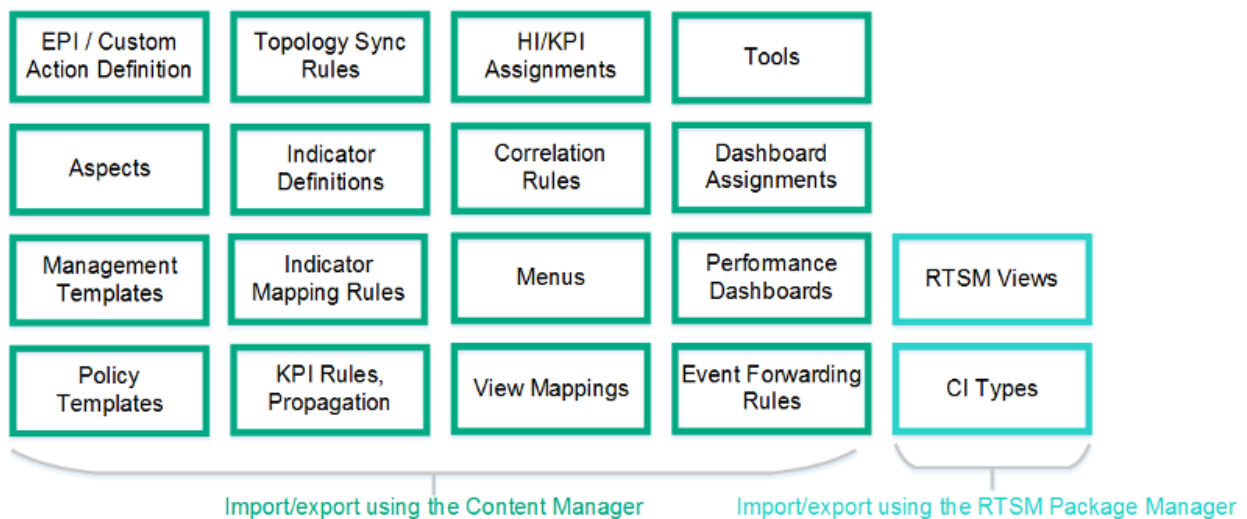 EPI / Custom
Action Definition
Topology Sync
Rules
HI/KPI
Assignments
Tools
Aspects
Indicator
Definitions
Correlation
Rules
Dashboard
Assignments
Management
Templates
Indicator
Mapping Rules
Menus
Performance
Dashboards
RTSM Views
Policy
Templates
KPI Rules,
Propagation
View Mappings
Event Forwarding
Rules
CI Types
Import/export using the Content Manager
Import/export using the RTSM Package Manager